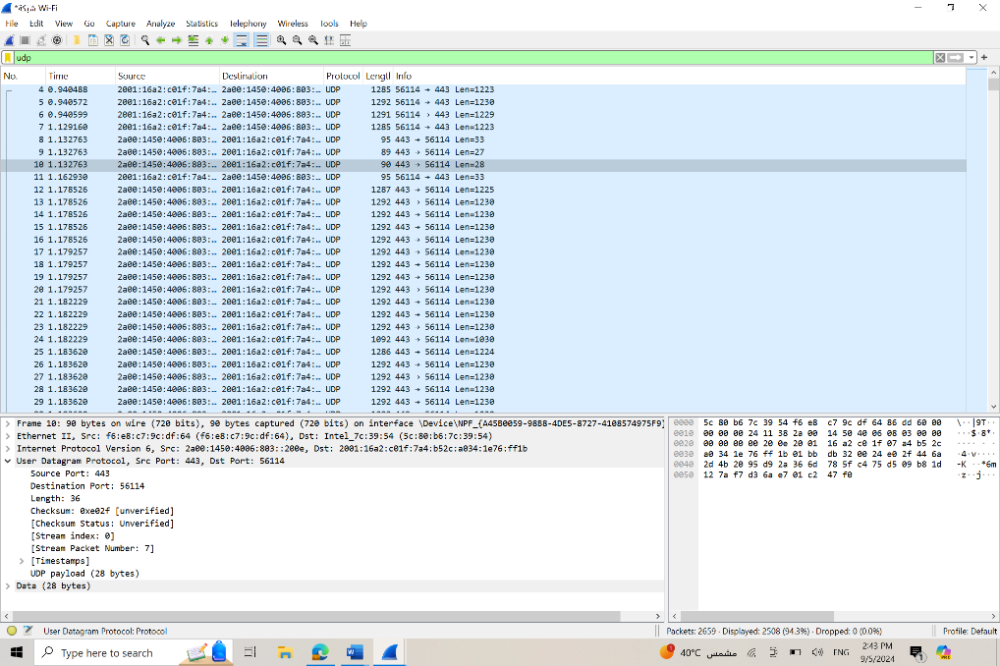 *شبكة Wi-Fi
File Edit View Go Capture Analyze Statistics Telephony Wireless Tools Help
udp
No. Time Source Destination Protocol Lengtl Info
4 0.940488 2001:16a2:c01f:7a4:… 2a00:1450:4006:803:… UDP 1285 56114 → 443 Len=1223
5 0.940572 2001:16a2:c01f:7a4:… 2a00:1450:4006:803:… UDP 1292 56114 → 443 Len=1230
6 0.940599 2001:16a2:c01f:7a4:… 2a00:1450:4006:803:… UDP 1291 56114 → 443 Len=1229
7 1.129160 2001:16a2:c01f:7a4:… 2a00:1450:4006:803:… UDP 1285 56114 → 443 Len=1223
8 1.132763 2a00:1450:4006:803:… 2001:16a2:c01f:7a4:… UDP 95 443 → 56114 Len=33
9 1.132763 2a00:1450:4006:803:… 2001:16a2:c01f:7a4:… UDP 89 443 → 56114 Len=27
10 1.132763 2a00:1450:4006:803:… 2001:16a2:c01f:7a4:… UDP 90 443 → 56114 Len=28
11 1.162930 2001:16a2:c01f:7a4:… 2a00:1450:4006:803:… UDP 95 56114 → 443 Len=33
12 1.178526 2a00:1450:4006:803:… 2001:16a2:c01f:7a4:… UDP 1287 443 → 56114 Len=1225
13 1.178526 2a00:1450:4006:803:… 2001:16a2:c01f:7a4:… UDP 1292 443 → 56114 Len=1230
14 1.178526 2a00:1450:4006:803:… 2001:16a2:c01f:7a4:… UDP 1292 443 → 56114 Len=1230
15 1.178526 2a00:1450:4006:803:… 2001:16a2:c01f:7a4:… UDP 1292 443 → 56114 Len=1230
16 1.178526 2a00:1450:4006:803:… 2001:16a2:c01f:7a4:… UDP 1292 443 → 56114 Len=1230
17 1.179257 2a00:1450:4006:803:… 2001:16a2:c01f:7a4:… UDP 1292 443 → 56114 Len=1230
18 1.179257 2a00:1450:4006:803:… 2001:16a2:c01f:7a4:… UDP 1292 443 → 56114 Len=1230
19 1.179257 2a00:1450:4006:803:… 2001:16a2:c01f:7a4:… UDP 1292 443 → 56114 Len=1230
20 1.179257 2a00:1450:4006:803:… 2001:16a2:c01f:7a4:… UDP 1292 443 → 56114 Len=1230
21 1.182229 2a00:1450:4006:803:… 2001:16a2:c01f:7a4:… UDP 1292 443 → 56114 Len=1230
22 1.182229 2a00:1450:4006:803:… 2001:16a2:c01f:7a4:… UDP 1292 443 → 56114 Len=1230
23 1.182229 2a00:1450:4006:803:… 2001:16a2:c01f:7a4:… UDP 1292 443 → 56114 Len=1230
24 1.182229 2a00:1450:4006:803:… 2001:16a2:c01f:7a4:… UDP 1092 443 → 56114 Len=1030
25 1.183620 2a00:1450:4006:803:… 2001:16a2:c01f:7a4:… UDP 1286 443 → 56114 Len=1224
26 1.183620 2a00:1450:4006:803:… 2001:16a2:c01f:7a4:… UDP 1292 443 → 56114 Len=1230
27 1.183620 2a00:1450:4006:803:… 2001:16a2:c01f:7a4:… UDP 1292 443 → 56114 Len=1230
28 1.183620 2a00:1450:4006:803:… 2001:16a2:c01f:7a4:… UDP 1292 443 → 56114 Len=1230
29 1.183620 2a00:1450:4006:803:… 2001:16a2:c01f:7a4:… UDP 1292 443 → 56114 Len=1230
Frame 10: 90 bytes on wire (720 bits), 90 bytes captured (720 bits) on interface \Device\NPF_{A45B0059-9888-4DE5-8727-4108574975F9}
Ethernet II, Src: f6:e8:c7:9c:df:64 (f6:e8:c7:9c:df:64), Dst: Intel_7c:39:54 (5c:80:b6:7c:39:54)
Internet Protocol Version 6, Src: 2a00:1450:4006:803::200e, Dst: 2001:16a2:c01f:7a4:b52c:a034:1e76:ff1b
User Datagram Protocol, Src Port: 443, Dst Port: 56114
Source Port: 443
Destination Port: 56114
Length: 36
Checksum: 0xe02f [unverified]
[Checksum Status: Unverified]
[Stream index: 0]
[Stream Packet Number: 7]
[Timestamps]
UDP payload (28 bytes)
Data (28 bytes)
0000 5c 80 b6 7c 39 54 f6 e8 c7 9c df 64 86 dd 60 00 \··|9T··
0010 00 00 00 24 11 38 2a 00 14 50 40 06 08 03 00 00 ···$·8*·
0020 00 00 00 00 20 0e 20 01 16 a2 c0 1f 07 a4 b5 2c
0030 a0 34 1e 76 ff 1b 01 bb db 32 00 24 e0 2f 44 6a ·4·v····
0040 2d 4b 20 95 d9 2a 36 6d 78 5f c4 75 d5 09 b8 1d -K ··*6m
0050 12 7a f7 d3 6a e7 01 c2 47 f0 ·z··j···
User Datagram Protocol: Protocol
Packets: 2659 · Displayed: 2508 (94.3%) · Dropped: 0 (0.0%)
Profile: Default
Type here to search
40°C مشمس
ENG
2:43 PM
9/5/2024